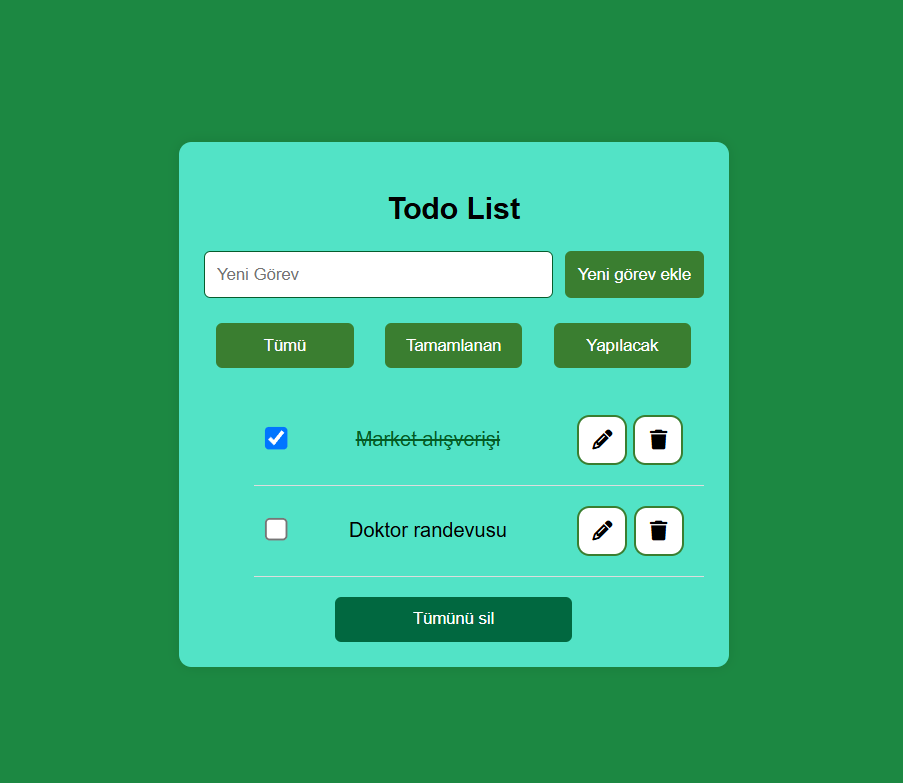 Todo List
Yeni Görev
Yeni görev ekle
Tümü
Tamamlanan
Yapılacak
Market alışverişi
Doktor randevusu
Tümünü sil